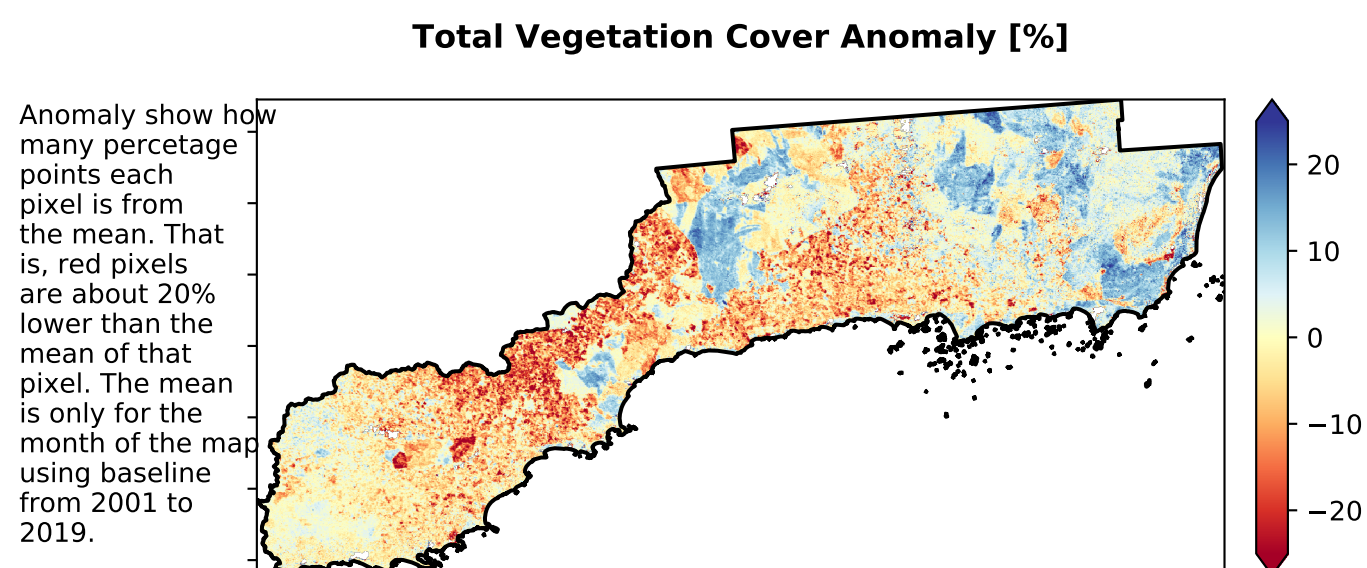 Total Vegetation Cover Anomaly [%]
Anomaly show how
many percetage
points each
pixel is from
the mean. That
is, red pixels
are about 20%
lower than the
mean of that
pixel. The mean
is only for the
month of the map
using baseline
from 2001 to
2019.
20
10
0
−10
−20